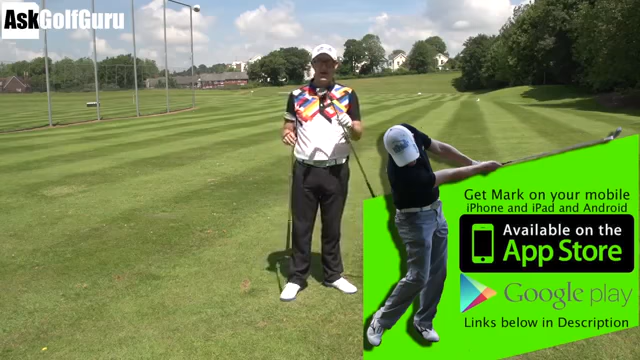 AskGolfGuru
Get Mark on your mobile
iPhone and iPad and Android
Available on the
App Store
Google play
Links below in Description